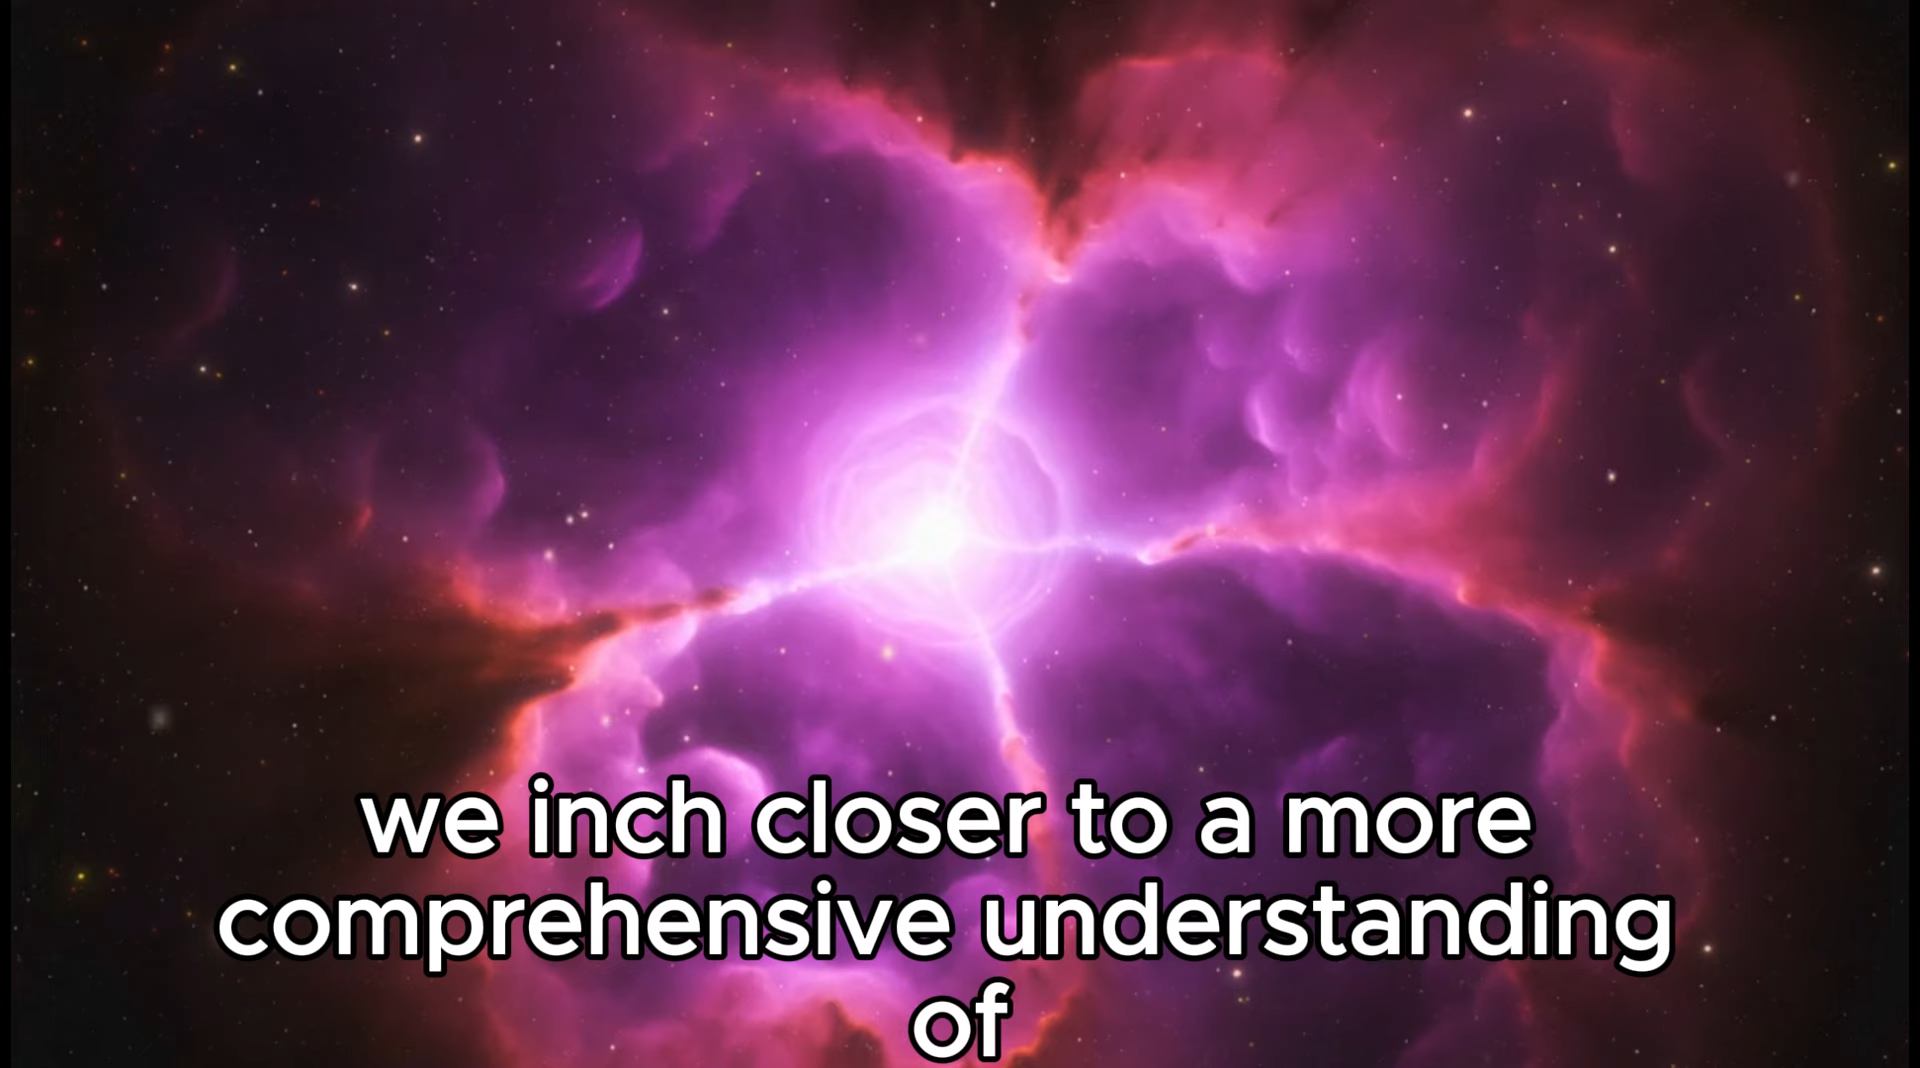 we inch closer to a more
comprehensive understanding
of